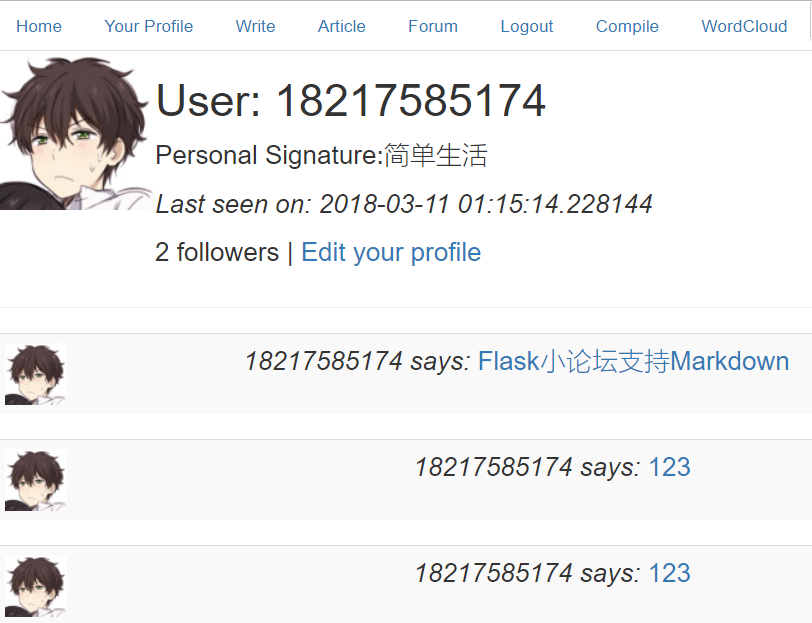 Home Your Profile Write Article Forum Logout Compile WordCloud
User: 18217585174
Personal Signature:简单生活
Last seen on: 2018-03-11 01:15:14.228144
2 followers | Edit your profile
18217585174 says: Flask小论坛支持Markdown
18217585174 says: 123
18217585174 says: 123